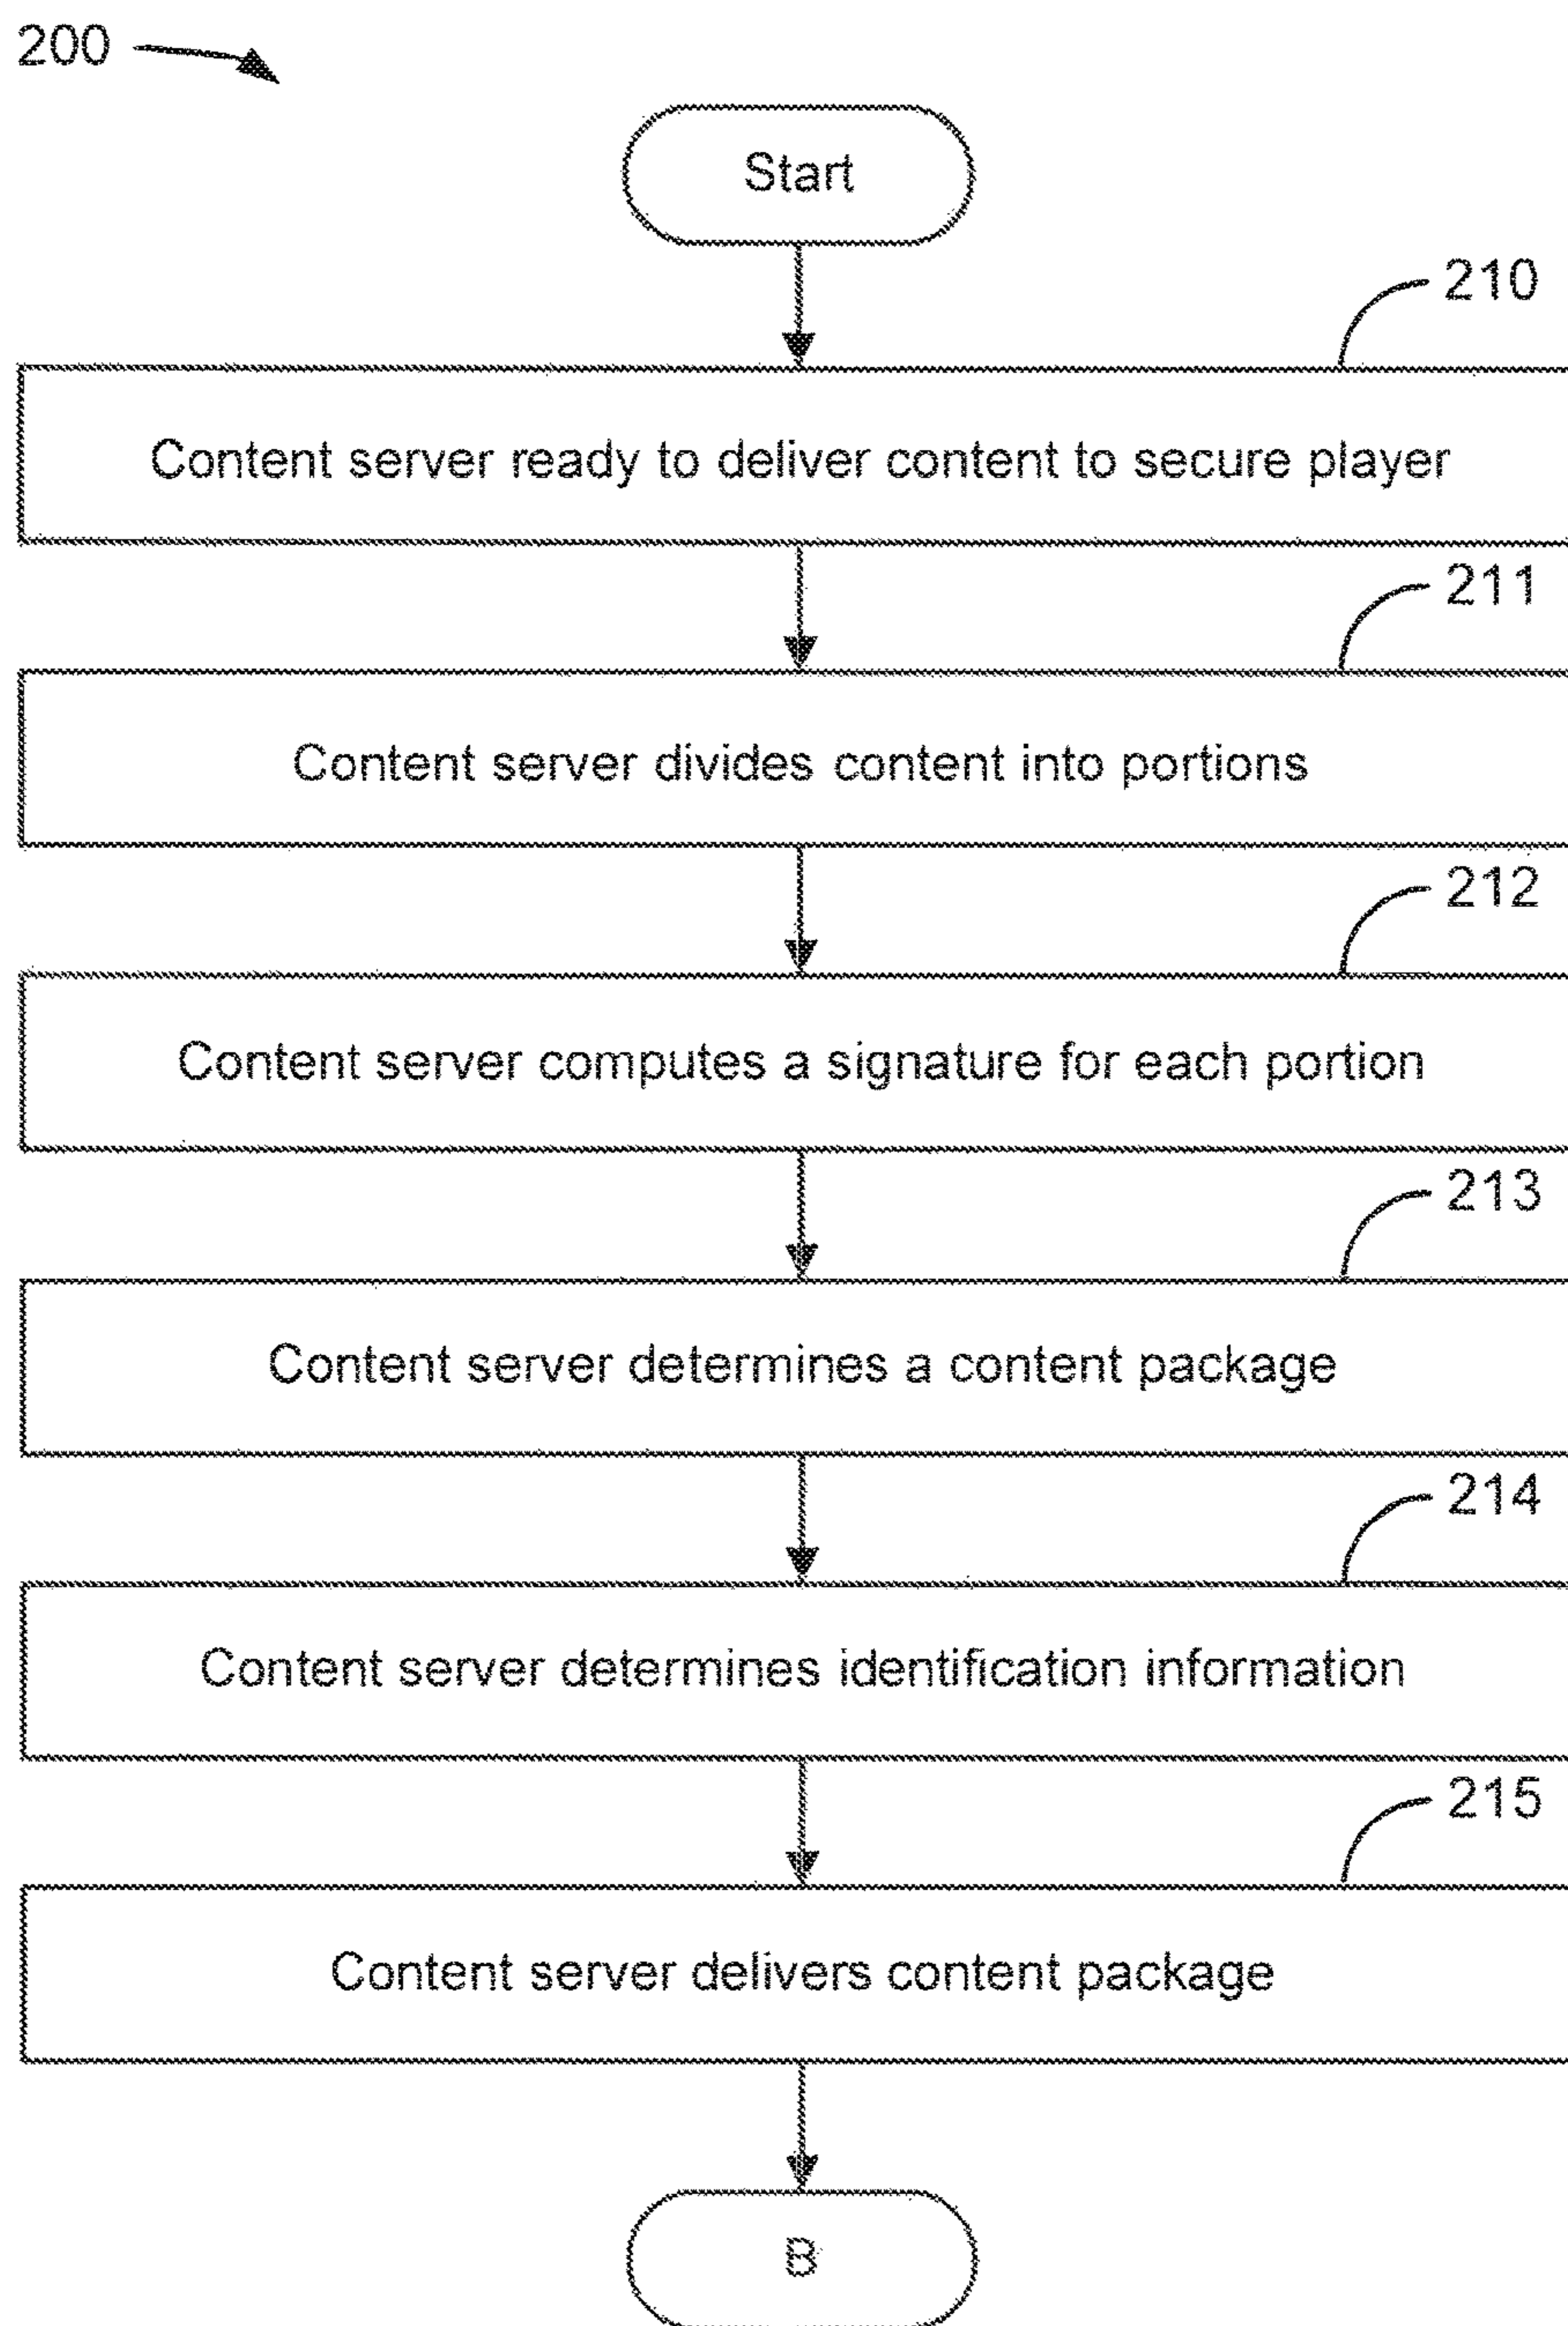 200
Start
210
Content server ready to deliver content to secure player
211
Content server divides content into portions
212
Content server computes a signature for each portion
213
Content server determines a content package
214
Content server determines identification information
215
Content server delivers content package
B